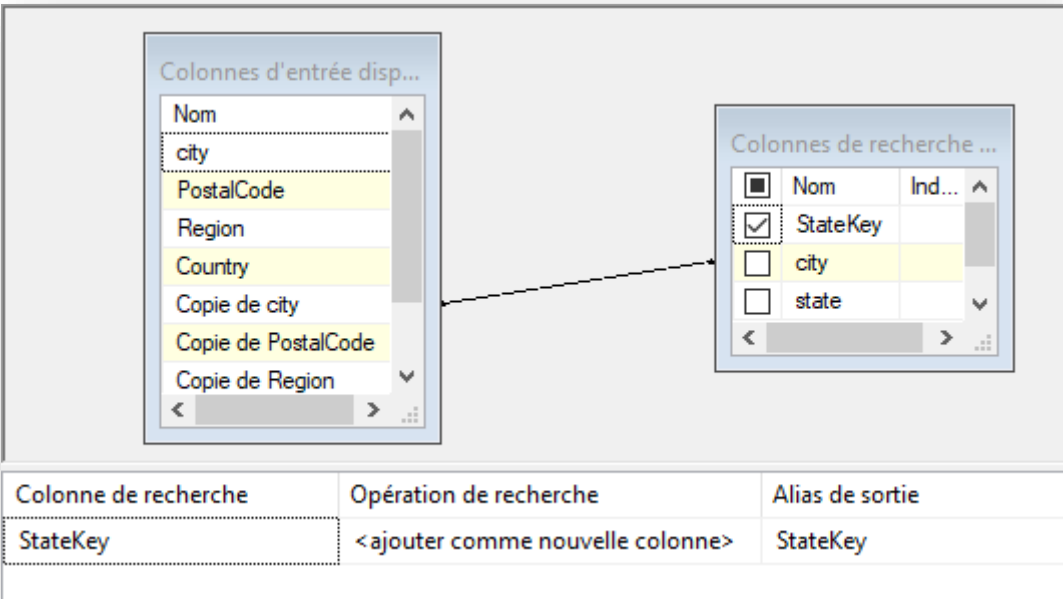 Colonnes d'entrée disp...
Nom
city
PostalCode
Region
Country
Copie de city
Copie de PostalCode
Copie de Region
Colonnes de recherche ...
Nom Ind...
StateKey
city
state
Colonne de recherche Opération de recherche Alias de sortie
StateKey <ajouter comme nouvelle colonne> StateKey